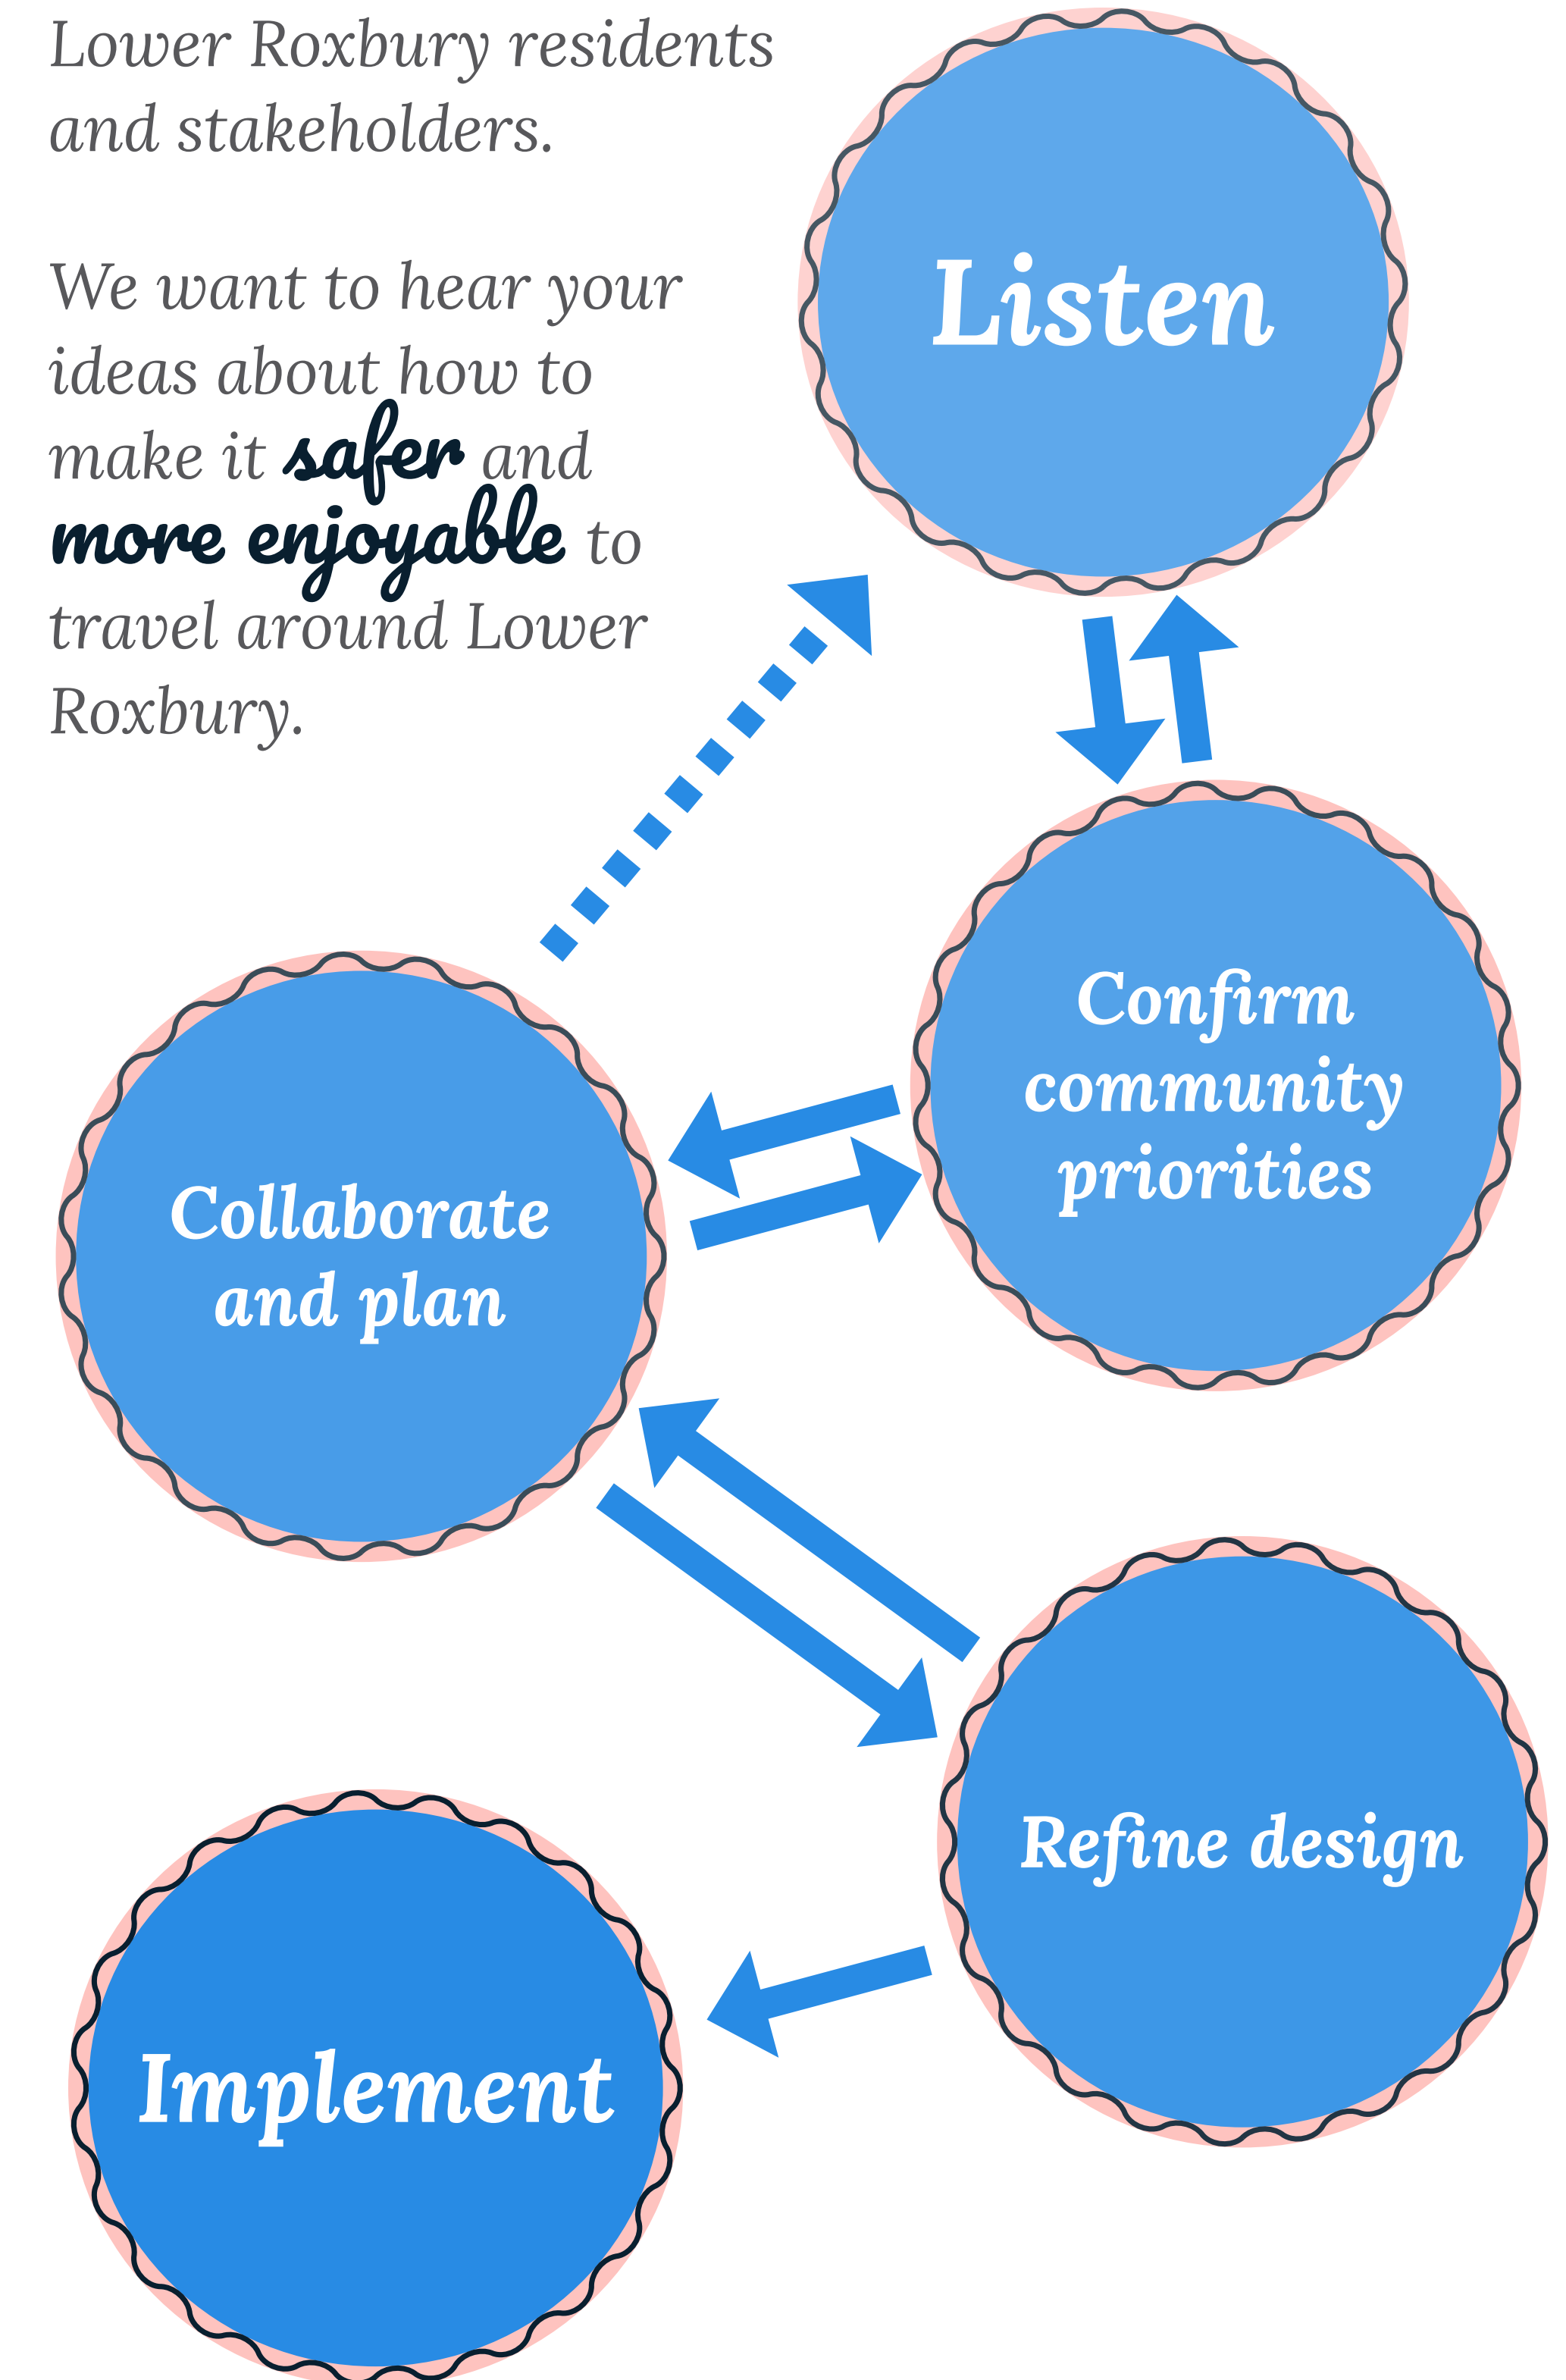 Lower Roxbury residents
and stakeholders.
We want to hear your
ideas about how to
make it safer and
more enjoyable to
travel around Lower
Roxbury.
Listen
Confirm
community
priorities
Collaborate
and plan
Refine design
Implement